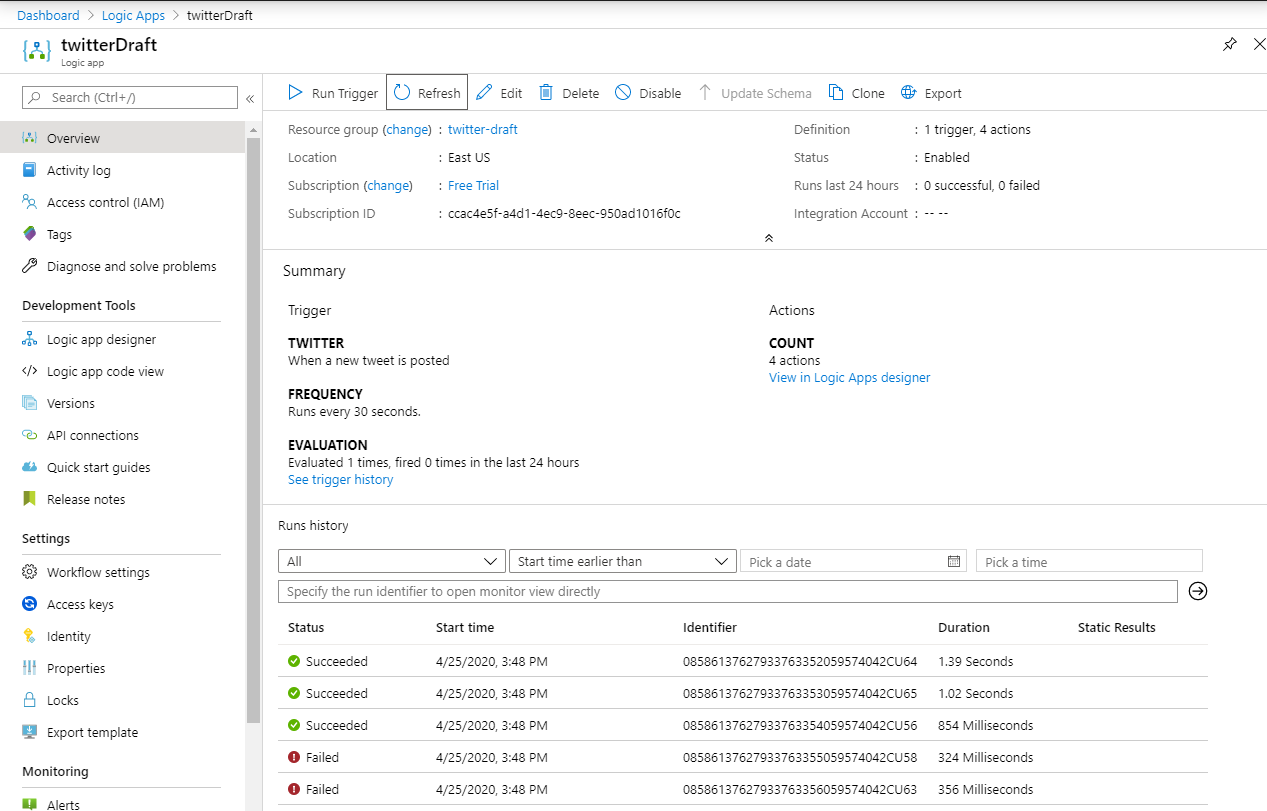 Dashboard > Logic Apps > twitterDraft
twitterDraft
Logic app
Search (Ctrl+/)
«
Overview
Activity log
Access control (IAM)
Tags
Diagnose and solve problems
Development Tools
Logic app designer
Logic app code view
Versions
API connections
Quick start guides
Release notes
Settings
Workflow settings
Access keys
Identity
Properties
Locks
Export template
Monitoring
Alerts
Run Trigger Refresh Edit Delete Disable Update Schema Clone Export
Resource group (change) : twitter-draft
Location : East US
Subscription (change) : Free Trial
Subscription ID : ccac4e5f-a4d1-4ec9-8eec-950ad1016f0c
Definition : 1 trigger, 4 actions
Status : Enabled
Runs last 24 hours : 0 successful, 0 failed
Integration Account : -- --
Summary
Trigger
TWITTER
When a new tweet is posted
FREQUENCY
Runs every 30 seconds.
EVALUATION
Evaluated 1 times, fired 0 times in the last 24 hours
See trigger history
Actions
COUNT
4 actions
View in Logic Apps designer
Runs history
All Start time earlier than Pick a date Pick a time
Specify the run identifier to open monitor view directly
Status Start time Identifier Duration Static Results
Succeeded 4/25/2020, 3:48 PM 08586137627933763352059574042CU64 1.39 Seconds
Succeeded 4/25/2020, 3:48 PM 08586137627933763353059574042CU65 1.02 Seconds
Succeeded 4/25/2020, 3:48 PM 08586137627933763354059574042CU56 854 Milliseconds
Failed 4/25/2020, 3:48 PM 08586137627933763355059574042CU58 324 Milliseconds
Failed 4/25/2020, 3:48 PM 08586137627933763356059574042CU63 356 Milliseconds